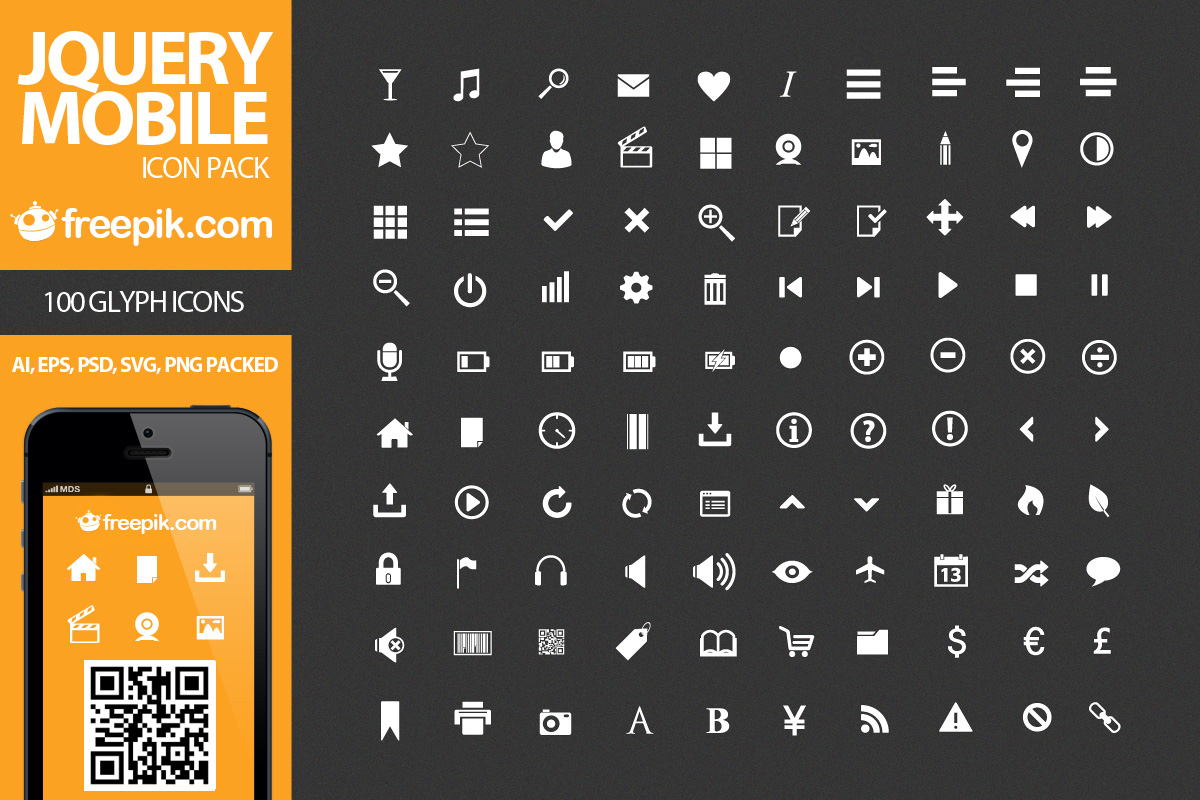 JQUERY
MOBILE
ICON PACK
freepik.com
100 GLYPH ICONS
AI, EPS, PSD, SVG, PNG PACKED
MDS
freepik.com
I
i
?
!
13
$
€
£
A
B
¥
!